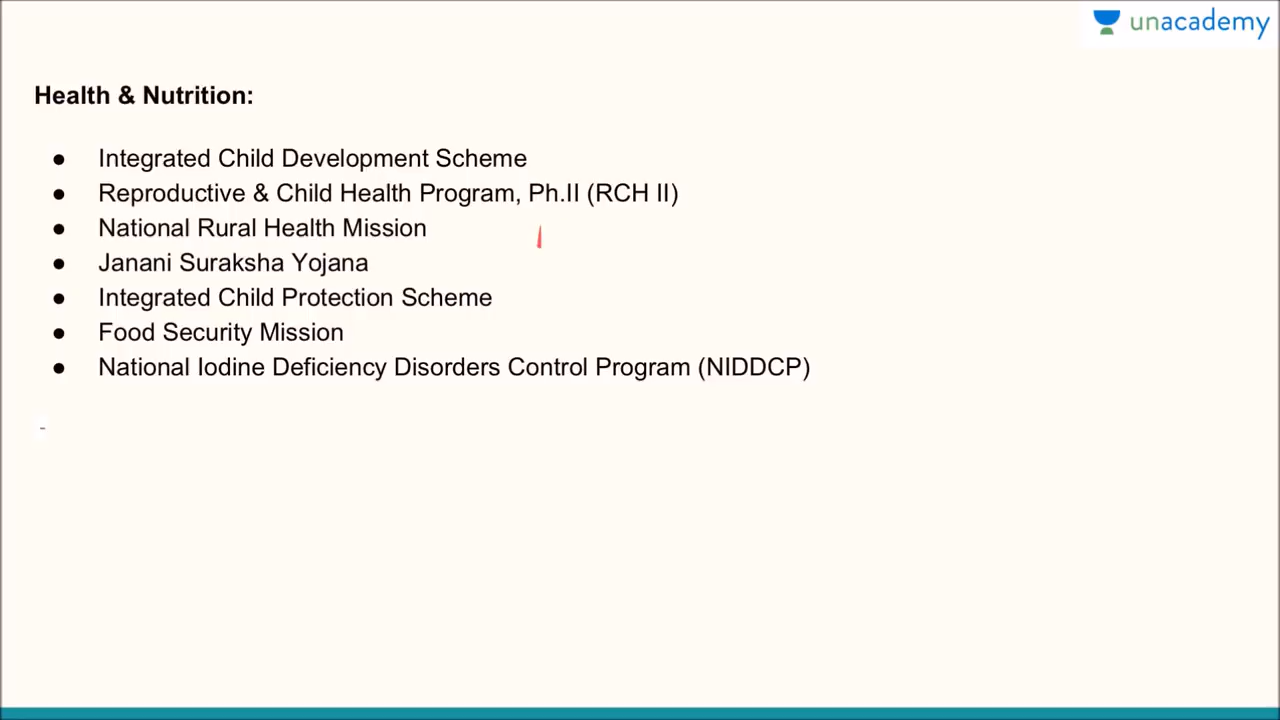 unacademy
Health & Nutrition:
● Integrated Child Development Scheme
● Reproductive & Child Health Program, Ph.II (RCH II)
● National Rural Health Mission
● Janani Suraksha Yojana
● Integrated Child Protection Scheme
● Food Security Mission
● National Iodine Deficiency Disorders Control Program (NIDDCP)
-